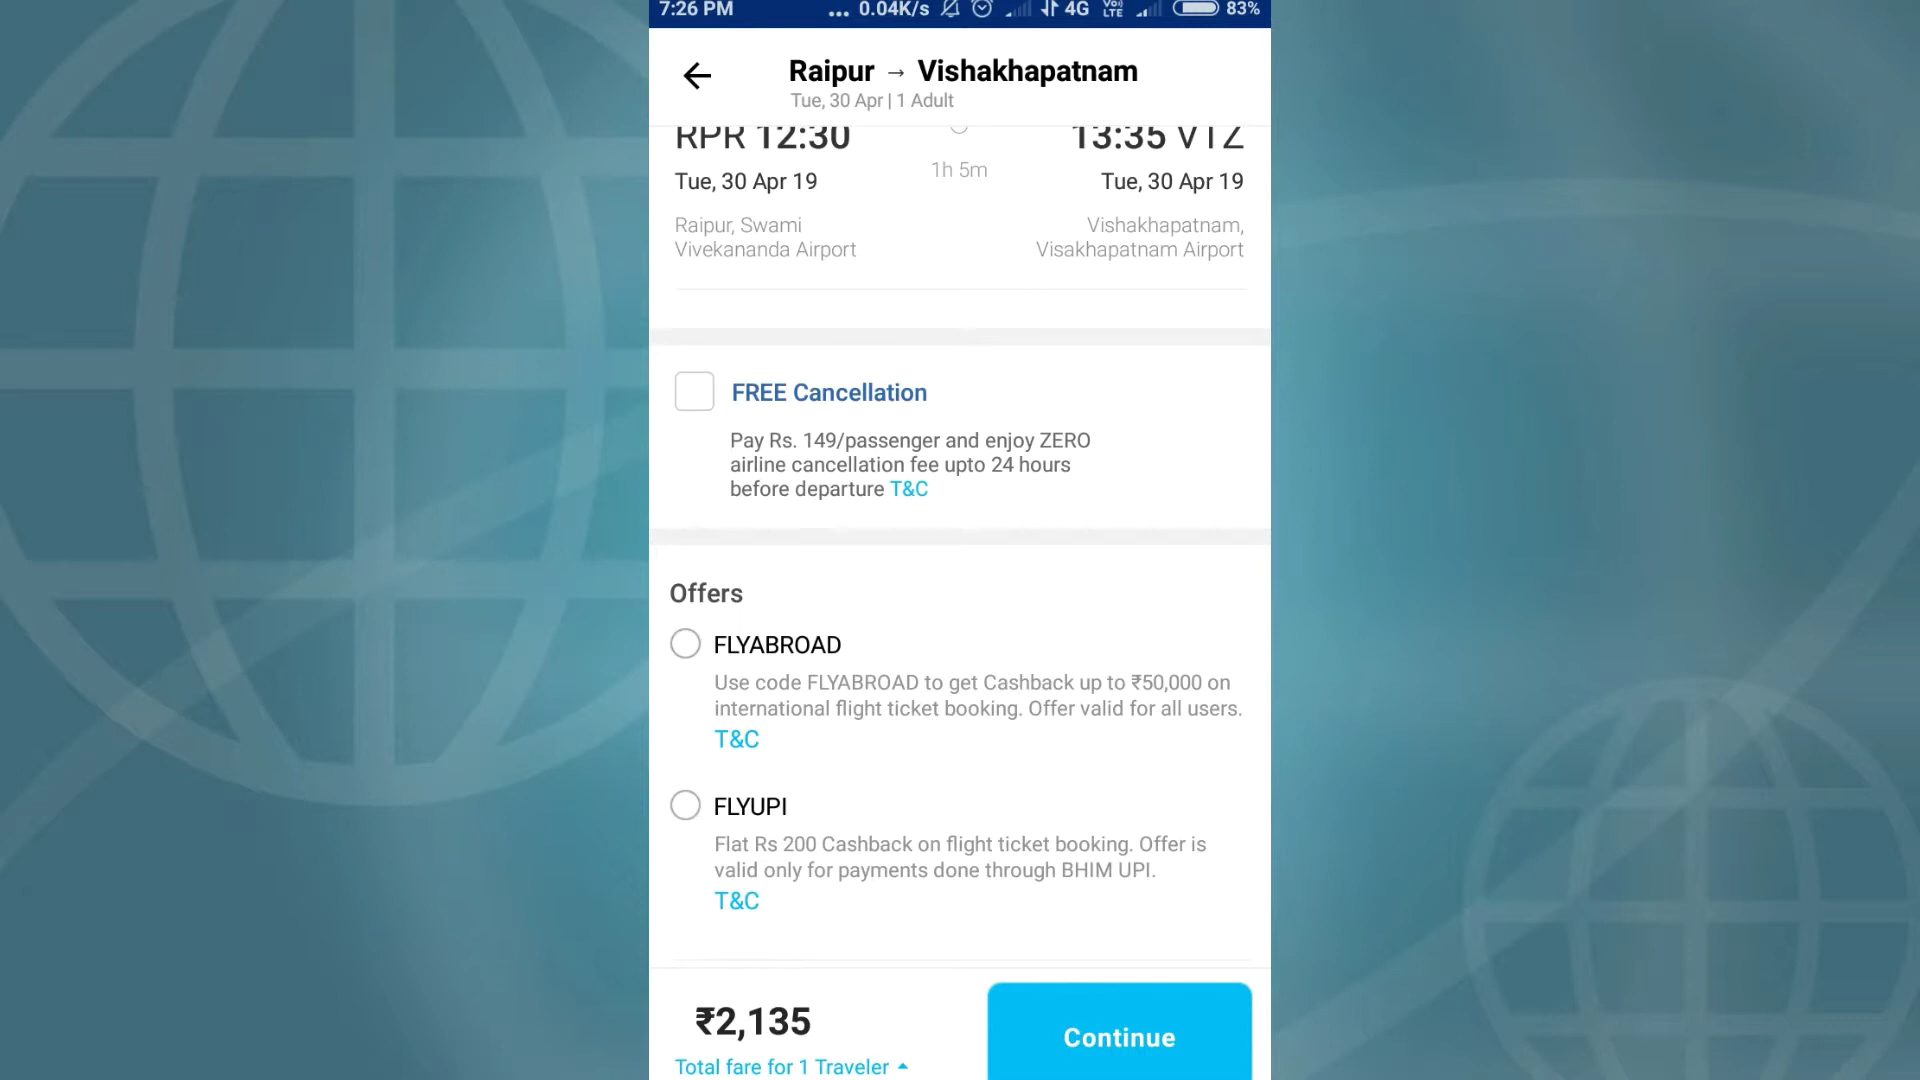 7:26 PM ... 0.04K/s 4G VoLTE 83%
Raipur → Vishakhapatnam
Tue, 30 Apr | 1 Adult
RPR 12:30 13:35 VTZ
1h 5m
Tue, 30 Apr 19 Tue, 30 Apr 19
Raipur, Swami Vishakhapatnam,
Vivekananda Airport Visakhapatnam Airport
FREE Cancellation
Pay Rs. 149/passenger and enjoy ZERO
airline cancellation fee upto 24 hours
before departure T&C
Offers
FLYABROAD
Use code FLYABROAD to get Cashback up to ₹50,000 on
international flight ticket booking. Offer valid for all users.
T&C
FLYUPI
Flat Rs 200 Cashback on flight ticket booking. Offer is
valid only for payments done through BHIM UPI.
T&C
₹2,135
Continue
Total fare for 1 Traveler